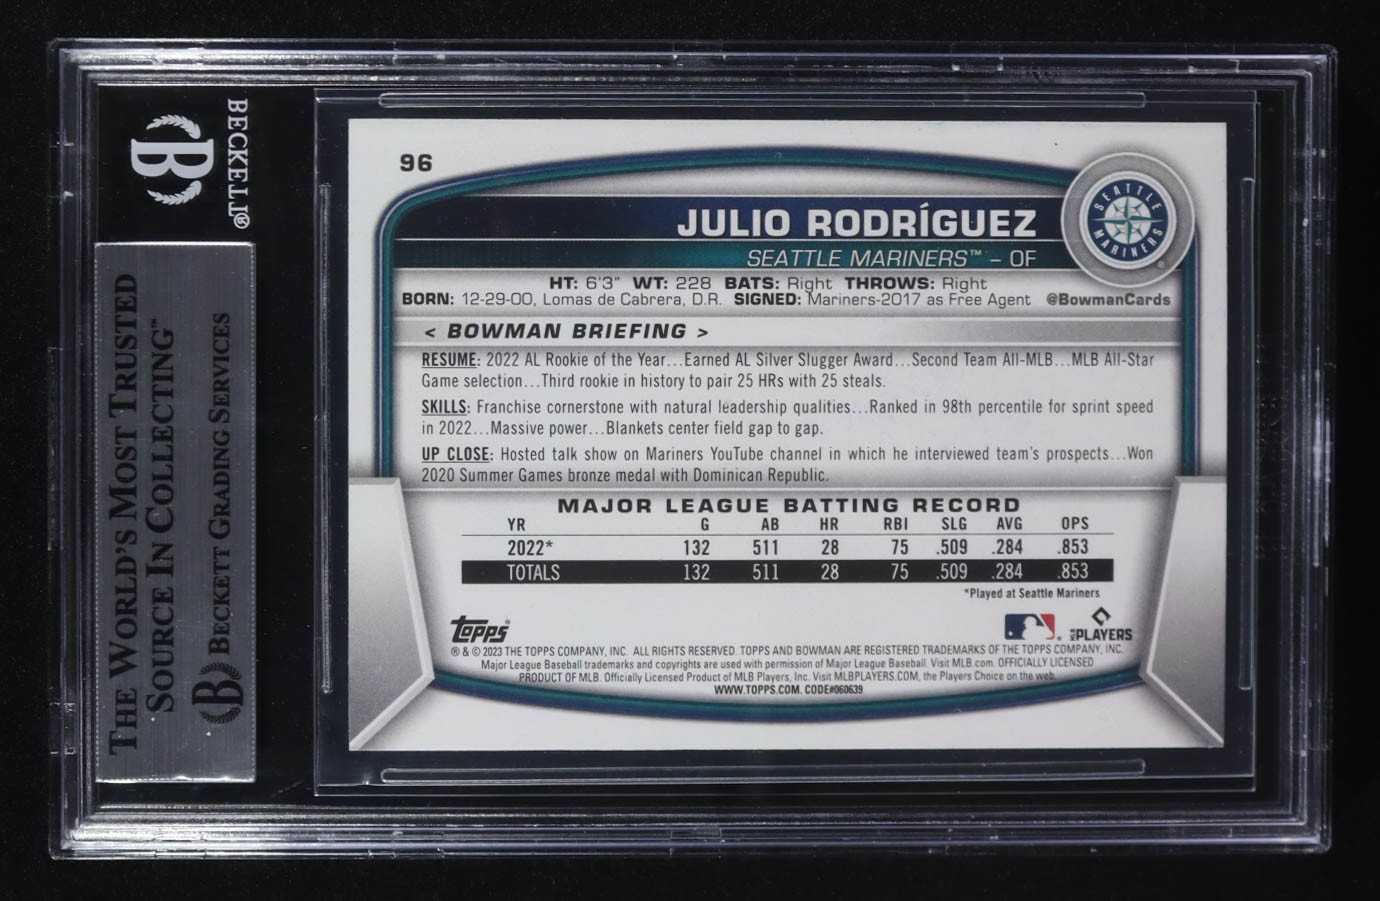 BECKETT®
THE WORLD'S MOST TRUSTED
SOURCE IN COLLECTING™
B BECKETT GRADING SERVICES
96
JULIO RODRÍGUEZ
SEATTLE MARINERS™ – OF
SEATTLE MARINERS ®
HT: 6'3" WT: 228 BATS: Right THROWS: Right
BORN: 12-29-00, Lomas de Cabrera, D.R. SIGNED: Mariners-2017 as Free Agent @BowmanCards
< BOWMAN BRIEFING >
RESUME: 2022 AL Rookie of the Year...Earned AL Silver Slugger Award...Second Team All-MLB...MLB All-Star
Game selection...Third rookie in history to pair 25 HRs with 25 steals.
SKILLS: Franchise cornerstone with natural leadership qualities...Ranked in 98th percentile for sprint speed
in 2022...Massive power...Blankets center field gap to gap.
UP CLOSE: Hosted talk show on Mariners YouTube channel in which he interviewed team's prospects...Won
2020 Summer Games bronze medal with Dominican Republic.
MAJOR LEAGUE BATTING RECORD
YR G AB HR RBI SLG AVG OPS
2022* 132 511 28 75 .509 .284 .853
TOTALS 132 511 28 75 .509 .284 .853
*Played at Seattle Mariners
Topps® MLB PLAYERS
® & © 2023 THE TOPPS COMPANY, INC. ALL RIGHTS RESERVED. TOPPS AND BOWMAN ARE REGISTERED TRADEMARKS OF THE TOPPS COMPANY, INC.
Major League Baseball trademarks and copyrights are used with permission of Major League Baseball. Visit MLB.com. OFFICIALLY LICENSED
PRODUCT OF MLB. Officially Licensed Product of MLB Players, Inc. Visit MLBPLAYERS.COM, the Players Choice on the web.
WWW.TOPPS.COM. CODE#060639